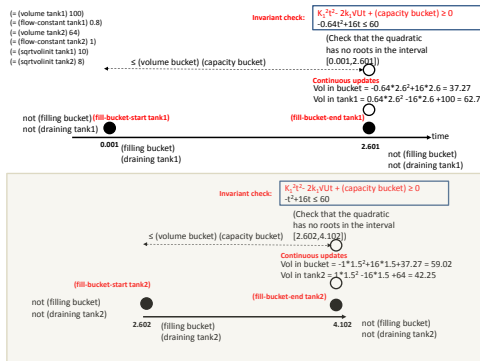 (= (volume tank1) 100)
(= (flow-constant tank1) 0.8)
(= (volume tank2) 64)
(= (flow-constant tank2) 1)
(= (sqrtvolinit tank1) 10)
(= (sqrtvolinit tank2) 8)
Invariant check:
K₁²t²- 2k₁√Ut + (capacity bucket) ≥ 0
-0.64t²+16t ≤ 60
(Check that the quadratic
has no roots in the interval
[0.001,2.601])
≤ (volume bucket) (capacity bucket)
Continuous updates
Vol in bucket = -0.64*2.6²+16*2.6 = 37.27
Vol in tank1 = 0.64*2.6² -16*2.6 +100 = 62.7
not (filling bucket)
not (draining tank1)
(fill-bucket-start tank1)
(fill-bucket-end tank1)
time
0.001
(filling bucket)
(draining tank1)
2.601
not (filling bucket)
not (draining tank1)
Invariant check:
K₁²t²- 2k₁√Ut + (capacity bucket) ≥ 0
-t²+16t ≤ 60
(Check that the quadratic
has no roots in the interval
[2.602,4.102])
≤ (volume bucket) (capacity bucket)
Continuous updates
Vol in bucket = -1*1.5²+16*1.5+37.27 = 59.02
Vol in tank2 = 1*1.5² -16*1.5 +64 = 42.25
(fill-bucket-start tank2)
(fill-bucket-end tank2)
not (filling bucket)
not (draining tank2)
2.602
(filling bucket)
(draining tank2)
4.102
not (filling bucket)
not (draining tank2)